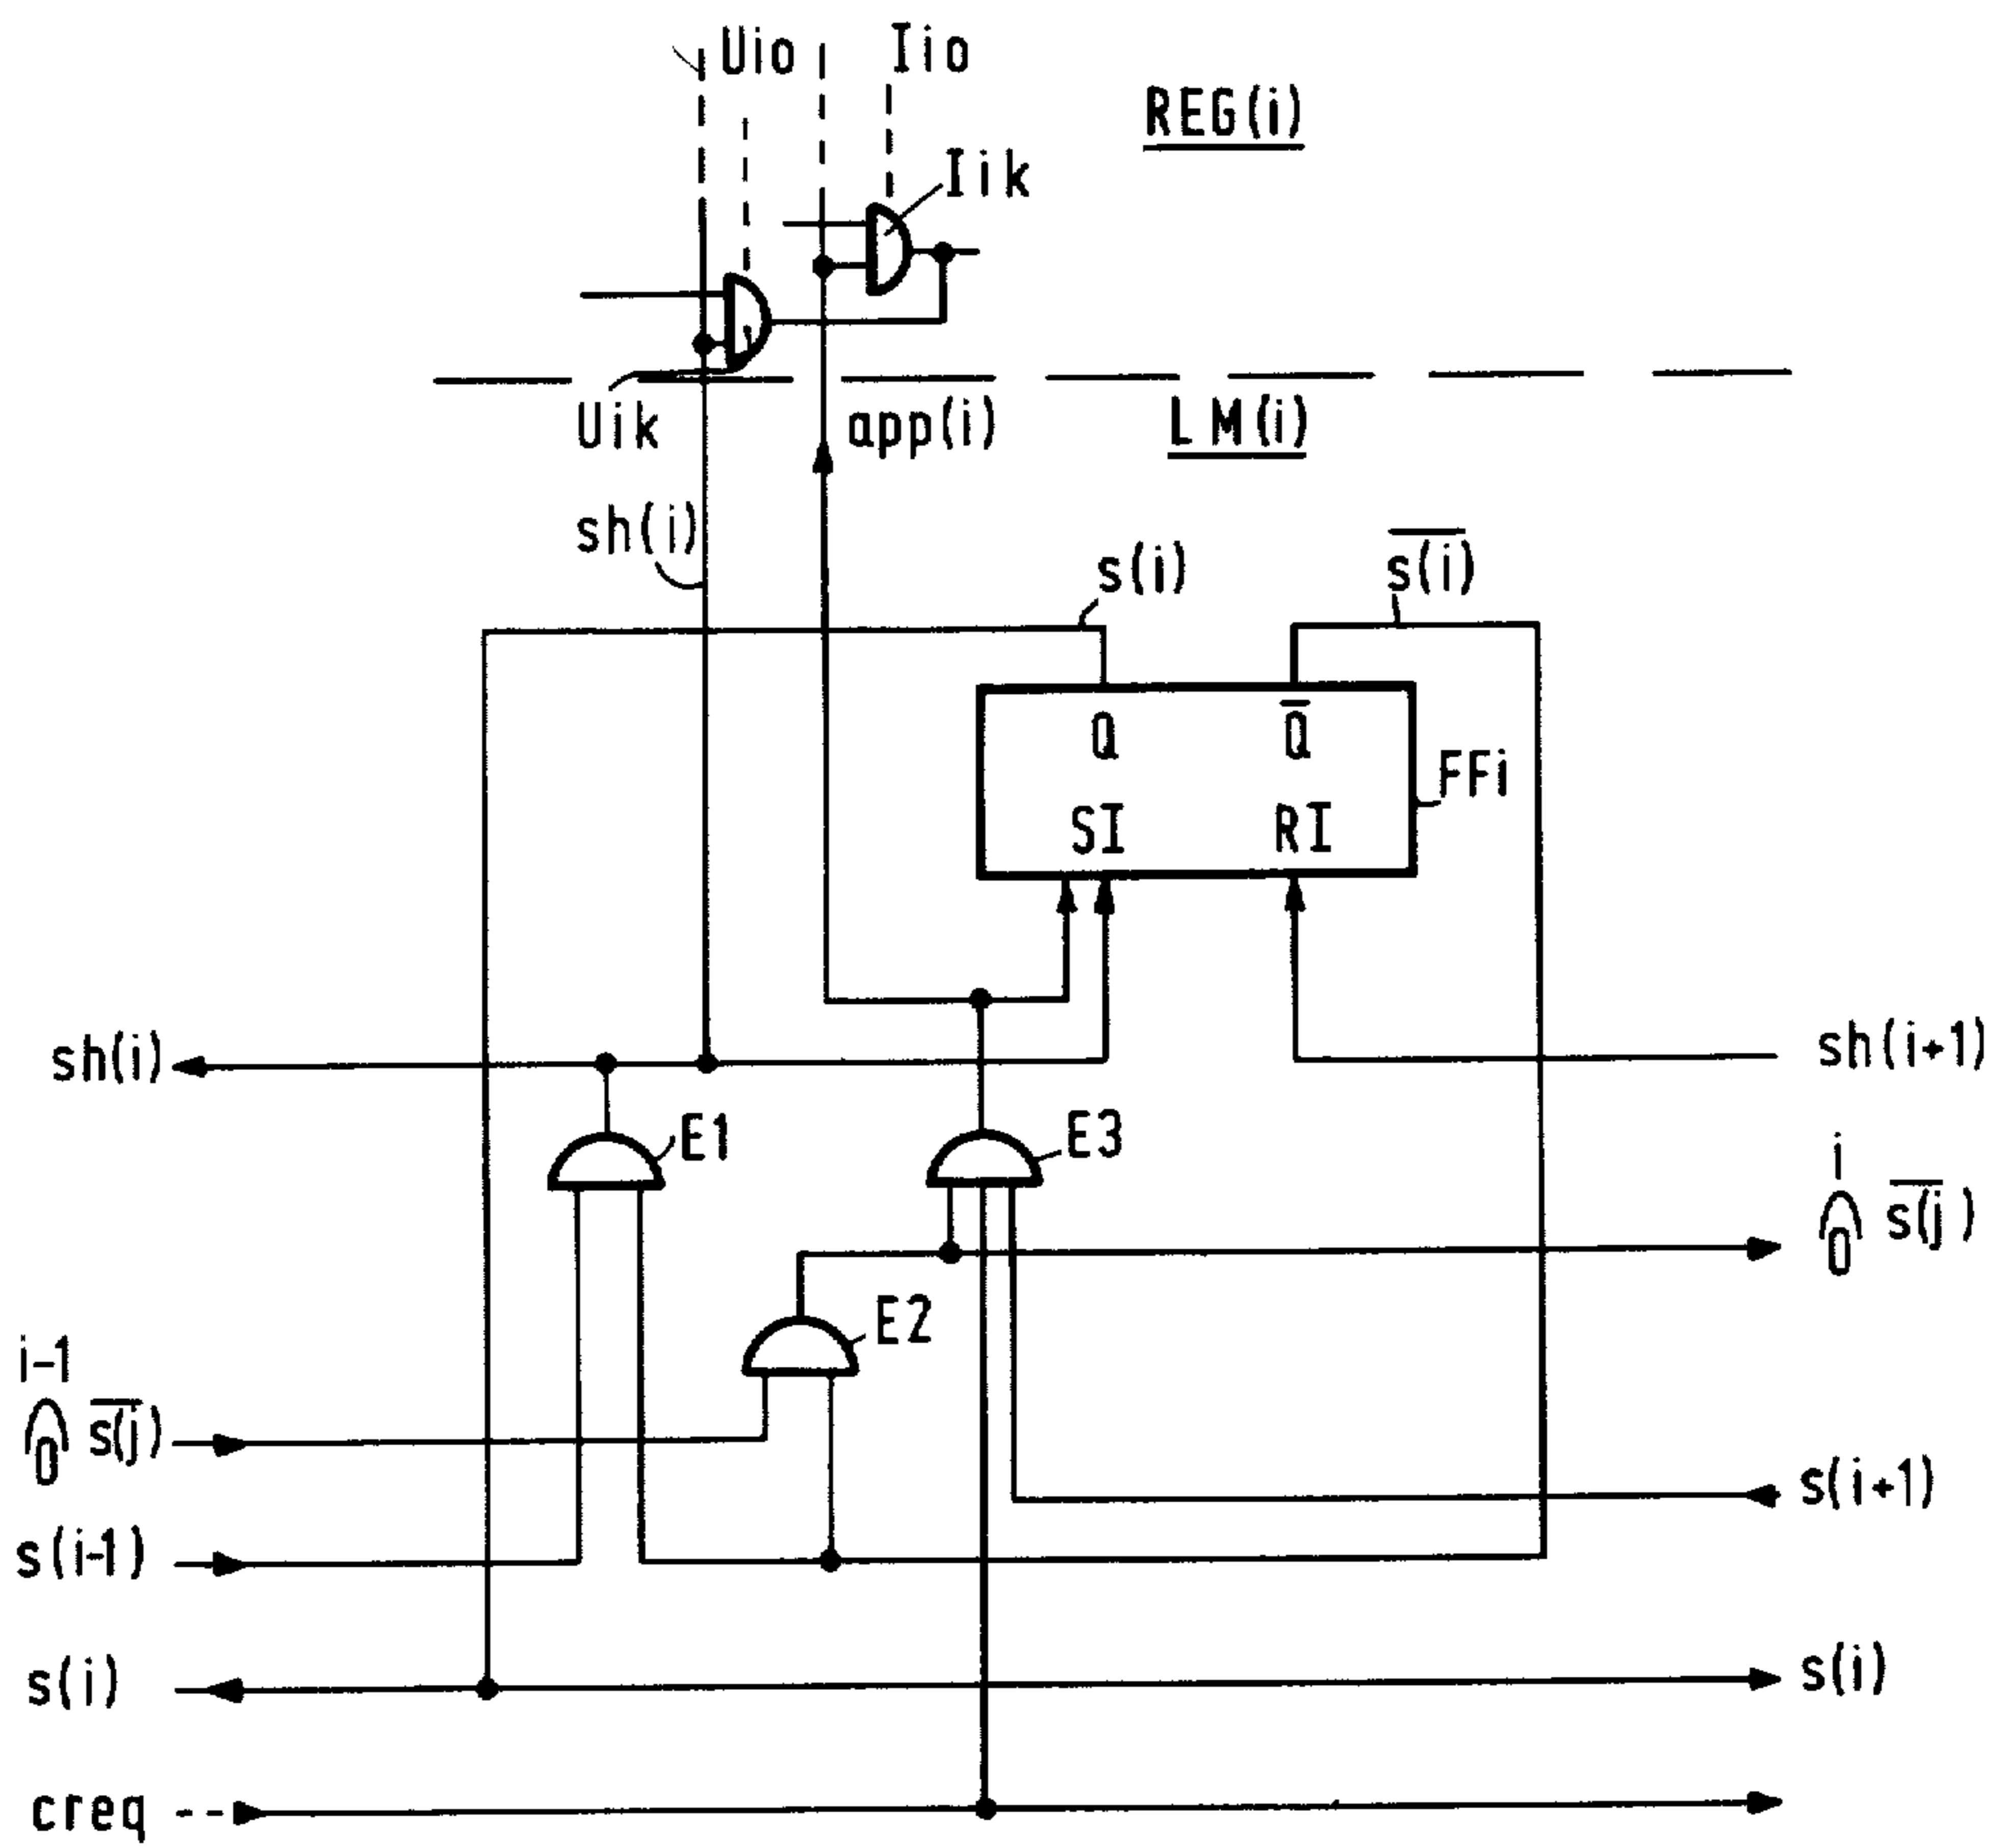 Uio
Iio
REG(i)
Iik
Uik
app(i)
LM(i)
sh(i)
s(i)
s(i)
Q
Q
FFi
SI
RI
sh(i)
sh(i+1)
E1
E3
i
0
s(j)
E2
i-1
0
s(j)
s(i+1)
s(i-1)
s(i)
s(i)
creq